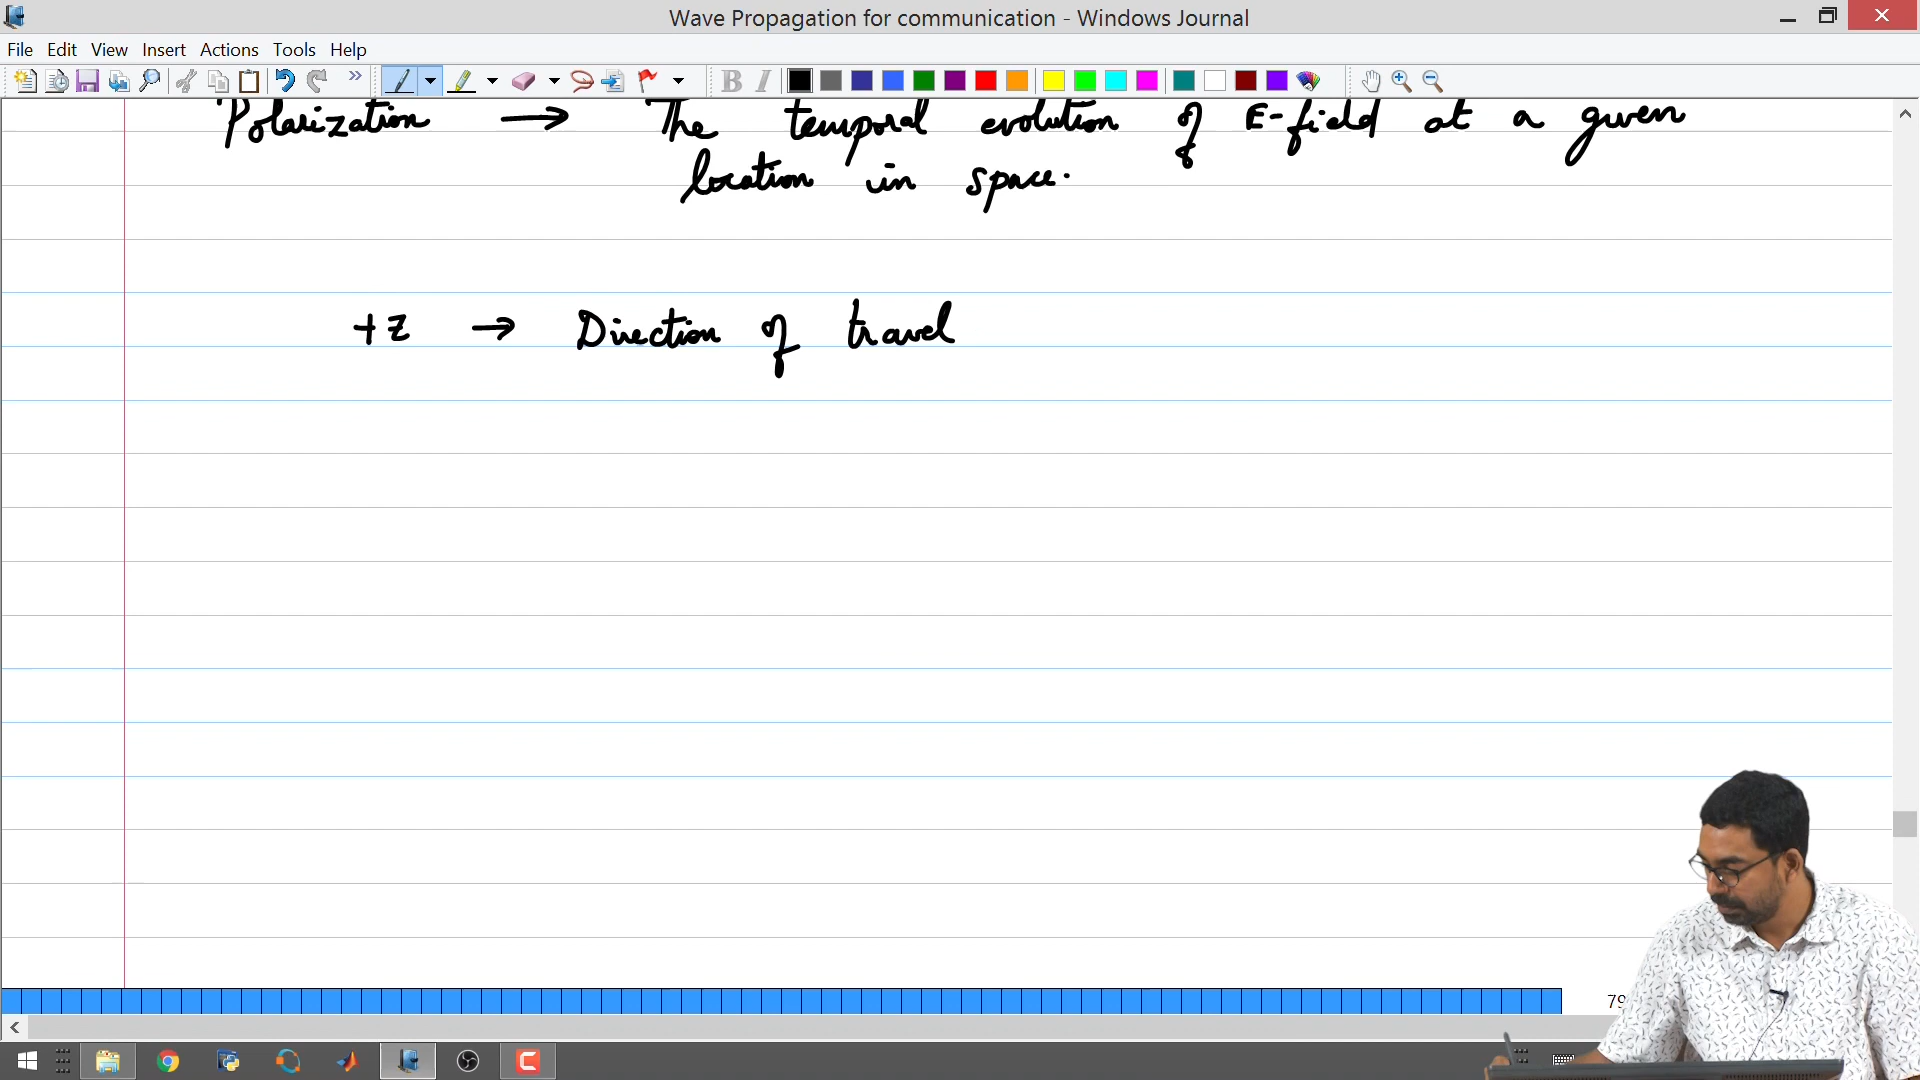 Wave Propagation for communication - Windows Journal
File Edit View Insert Actions Tools Help
B I
Polarization → The temporal evolution of E-field at a given
location in space.
+z → Direction of travel